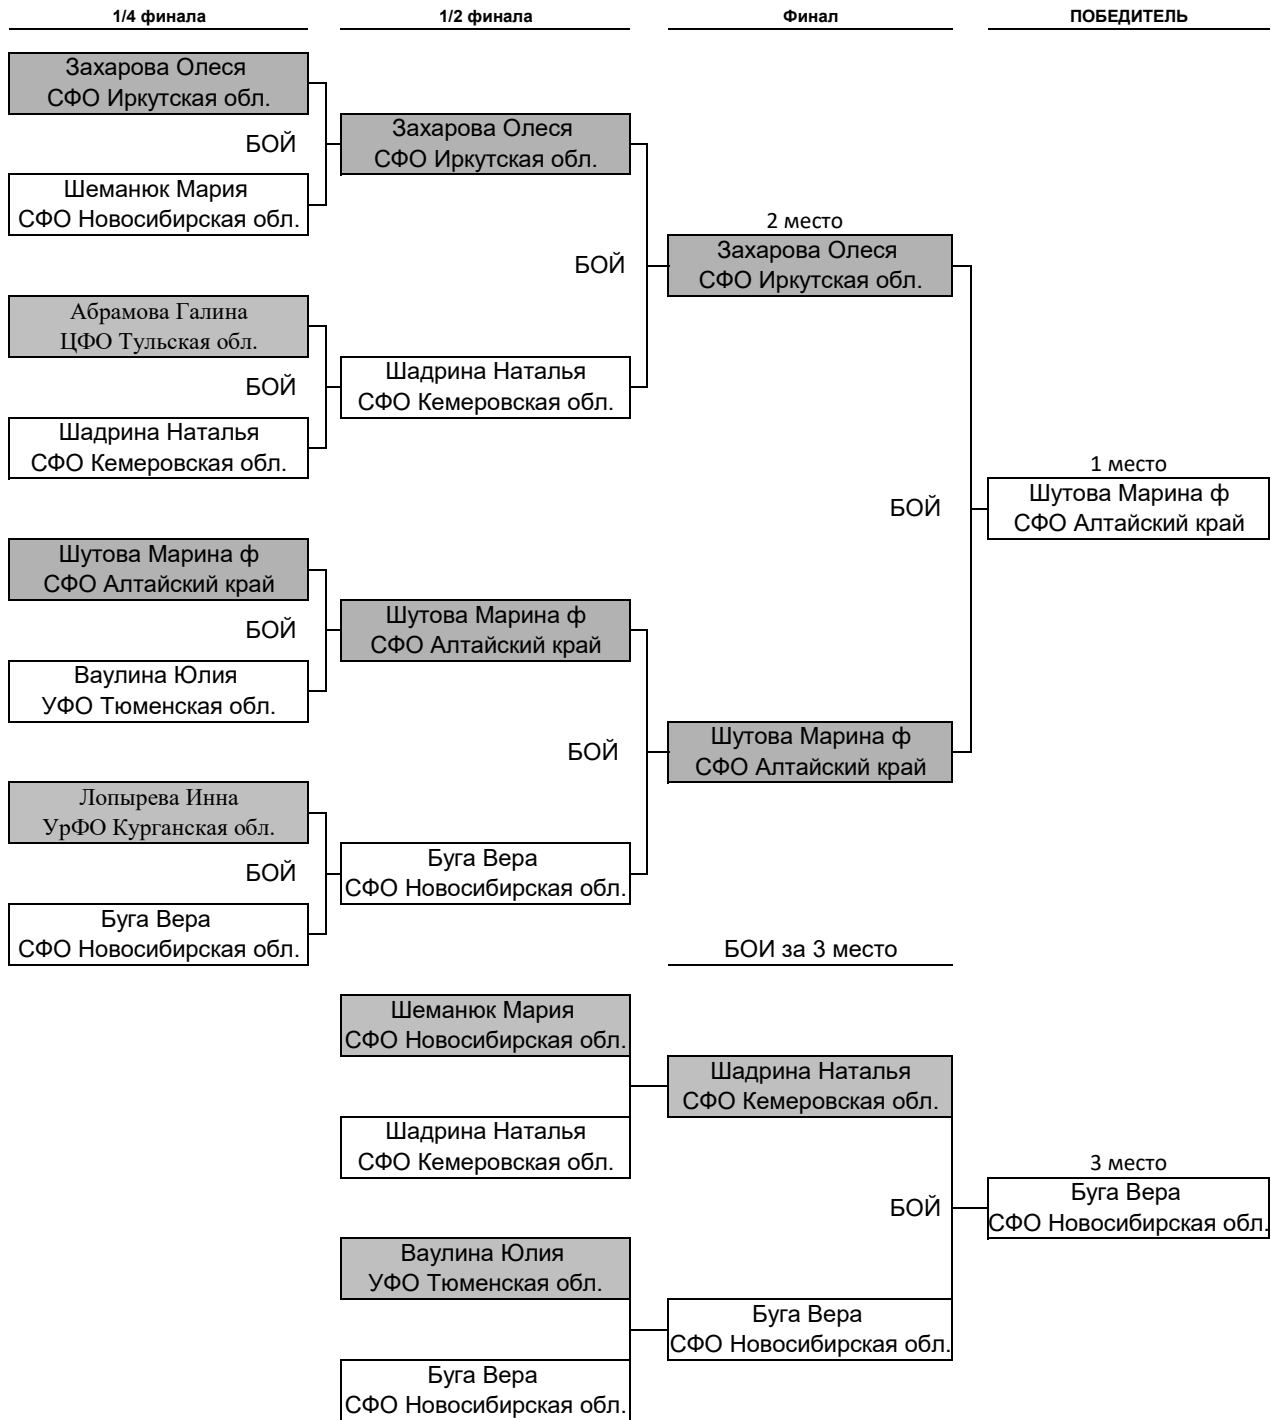 1/4 финала
1/2 финала
Финал
ПОБЕДИТЕЛЬ
Захарова Олеся
СФО Иркутская обл.
БОЙ
Шеманюк Мария
СФО Новосибирская обл.
Абрамова Галина
ЦФО Тульская обл.
БОЙ
Шадрина Наталья
СФО Кемеровская обл.
Шутова Марина ф
СФО Алтайский край
БОЙ
Ваулина Юлия
УФО Тюменская обл.
Лопырева Инна
УрФО Курганская обл.
БОЙ
Буга Вера
СФО Новосибирская обл.
Захарова Олеся
СФО Иркутская обл.
БОЙ
Шадрина Наталья
СФО Кемеровская обл.
Шутова Марина ф
СФО Алтайский край
БОЙ
Буга Вера
СФО Новосибирская обл.
2 место
Захарова Олеся
СФО Иркутская обл.
БОЙ
Шутова Марина ф
СФО Алтайский край
1 место
Шутова Марина ф
СФО Алтайский край
БОИ за 3 место
Шеманюк Мария
СФО Новосибирская обл.
Шадрина Наталья
СФО Кемеровская обл.
Ваулина Юлия
УФО Тюменская обл.
Буга Вера
СФО Новосибирская обл.
Шадрина Наталья
СФО Кемеровская обл.
БОЙ
Буга Вера
СФО Новосибирская обл.
3 место
Буга Вера
СФО Новосибирская обл.